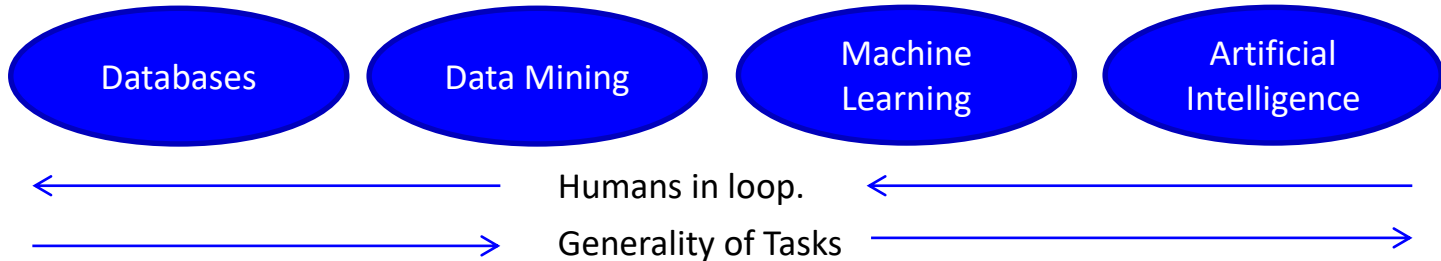 Databases
Data Mining
Machine
Learning
Artificial
Intelligence
Humans in loop.
Generality of Tasks